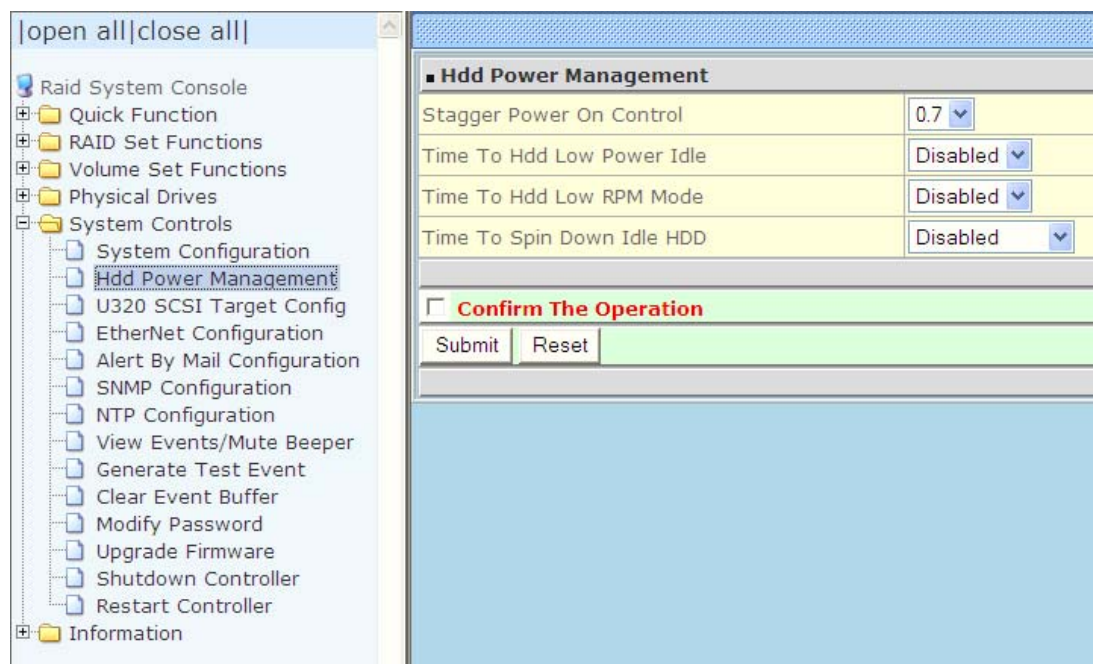 |open all|close all|
Raid System Console
Quick Function
RAID Set Functions
Volume Set Functions
Physical Drives
System Controls
System Configuration
Hdd Power Management
U320 SCSI Target Config
EtherNet Configuration
Alert By Mail Configuration
SNMP Configuration
NTP Configuration
View Events/Mute Beeper
Generate Test Event
Clear Event Buffer
Modify Password
Upgrade Firmware
Shutdown Controller
Restart Controller
Information
Hdd Power Management
Stagger Power On Control 0.7
Time To Hdd Low Power Idle Disabled
Time To Hdd Low RPM Mode Disabled
Time To Spin Down Idle HDD Disabled
Confirm The Operation
Submit Reset